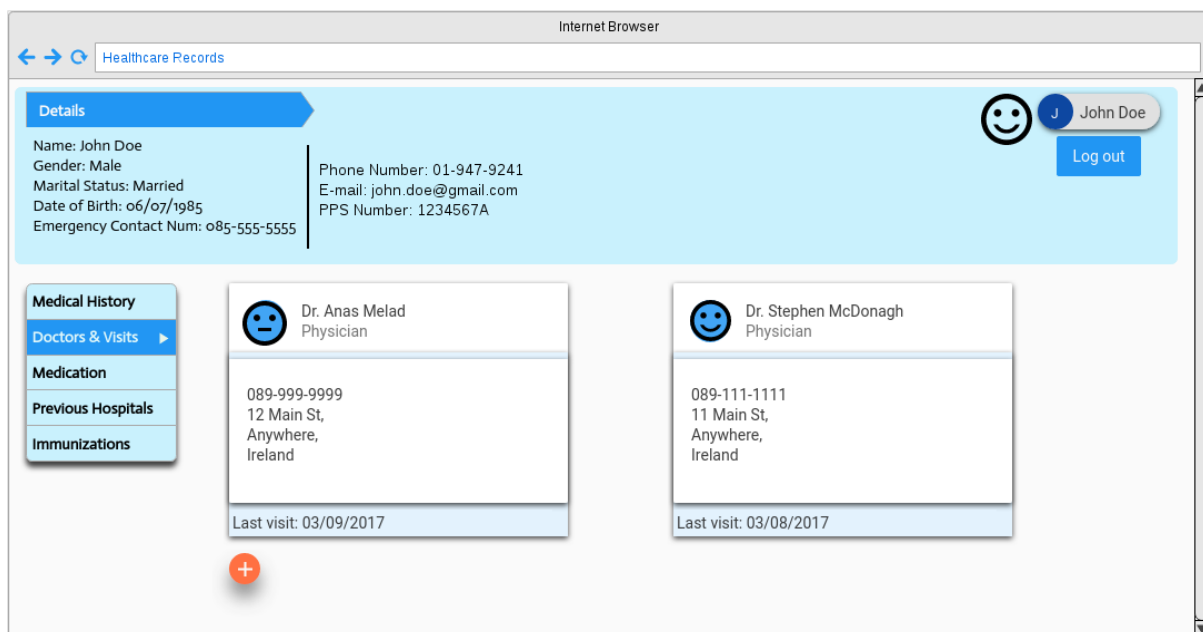 Internet Browser
Healthcare Records
Details
J
John Doe
Log out
Name: John Doe
Gender: Male
Marital Status: Married
Date of Birth: 06/07/1985
Emergency Contact Num: 085-555-5555
Phone Number: 01-947-9241
E-mail: john.doe@gmail.com
PPS Number: 1234567A
Medical History
Doctors & Visits
Medication
Previous Hospitals
Immunizations
Dr. Anas Melad
Physician
089-999-9999
12 Main St,
Anywhere,
Ireland
Last visit: 03/09/2017
Dr. Stephen McDonagh
Physician
089-111-1111
11 Main St,
Anywhere,
Ireland
Last visit: 03/08/2017